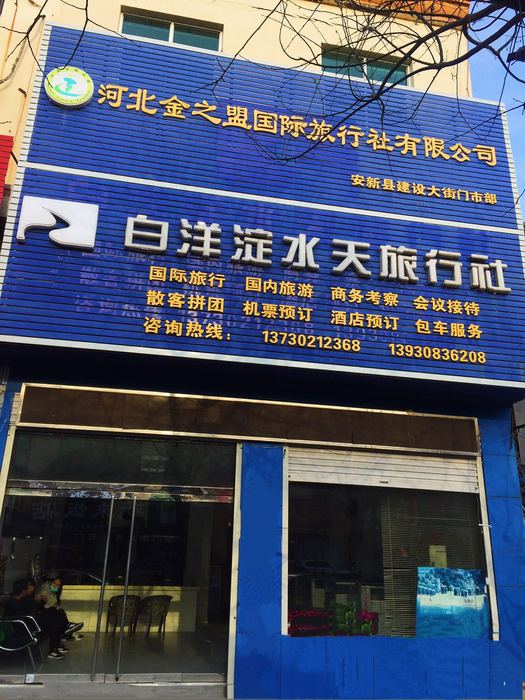 河北金之盟国际旅行社有限公司
安新县建设大街门市部
白洋淀水天旅行社
国际旅行 国内旅游 商务考察 会议接待
散客拼团 机票预订 酒店预订 包车服务
咨询热线： 13730212368 13930836208